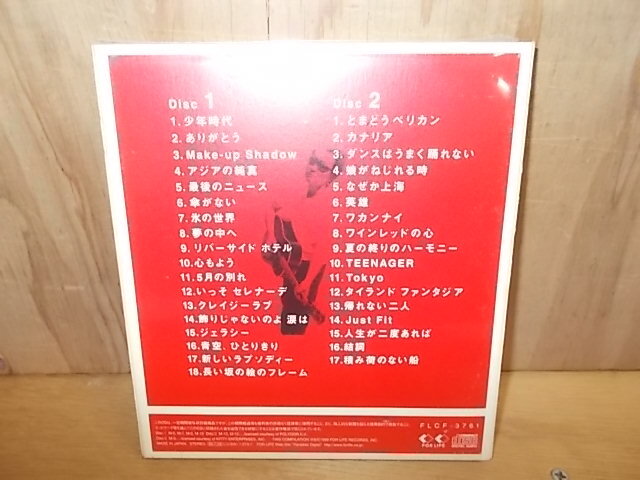 Disc 1
1. 少年時代
2. ありがとう
3. Make-up Shadow
4. アジアの純真
5. 最後のニュース
6. 傘がない
7. 氷の世界
8. 夢の中へ
9. リバーサイド ホテル
10. 心もよう
11. 5月の別れ
12. いっそ セレナーデ
13. クレイジーラブ
14. 飾りじゃないのよ 涙は
15. ジェラシー
16. 青空、ひとりきり
17. 新しいラプソディー
18. 長い坂の絵のフレーム
Disc 2
1. とまどうペリカン
2. カナリア
3. ダンスはうまく踊れない
4. 娘がねじれる時
5. なぜか上海
6. 英雄
7. ワカンナイ
8. ワインレッドの心
9. 夏の終りのハーモニー
10. TEENAGER
11. Tokyo
12. タイランド ファンタジア
13. 帰れない二人
14. Just Fit
15. 人生が二度あれば
16. 結詞
17. 積み荷のない船
FLCF-3761
FOR LIFE